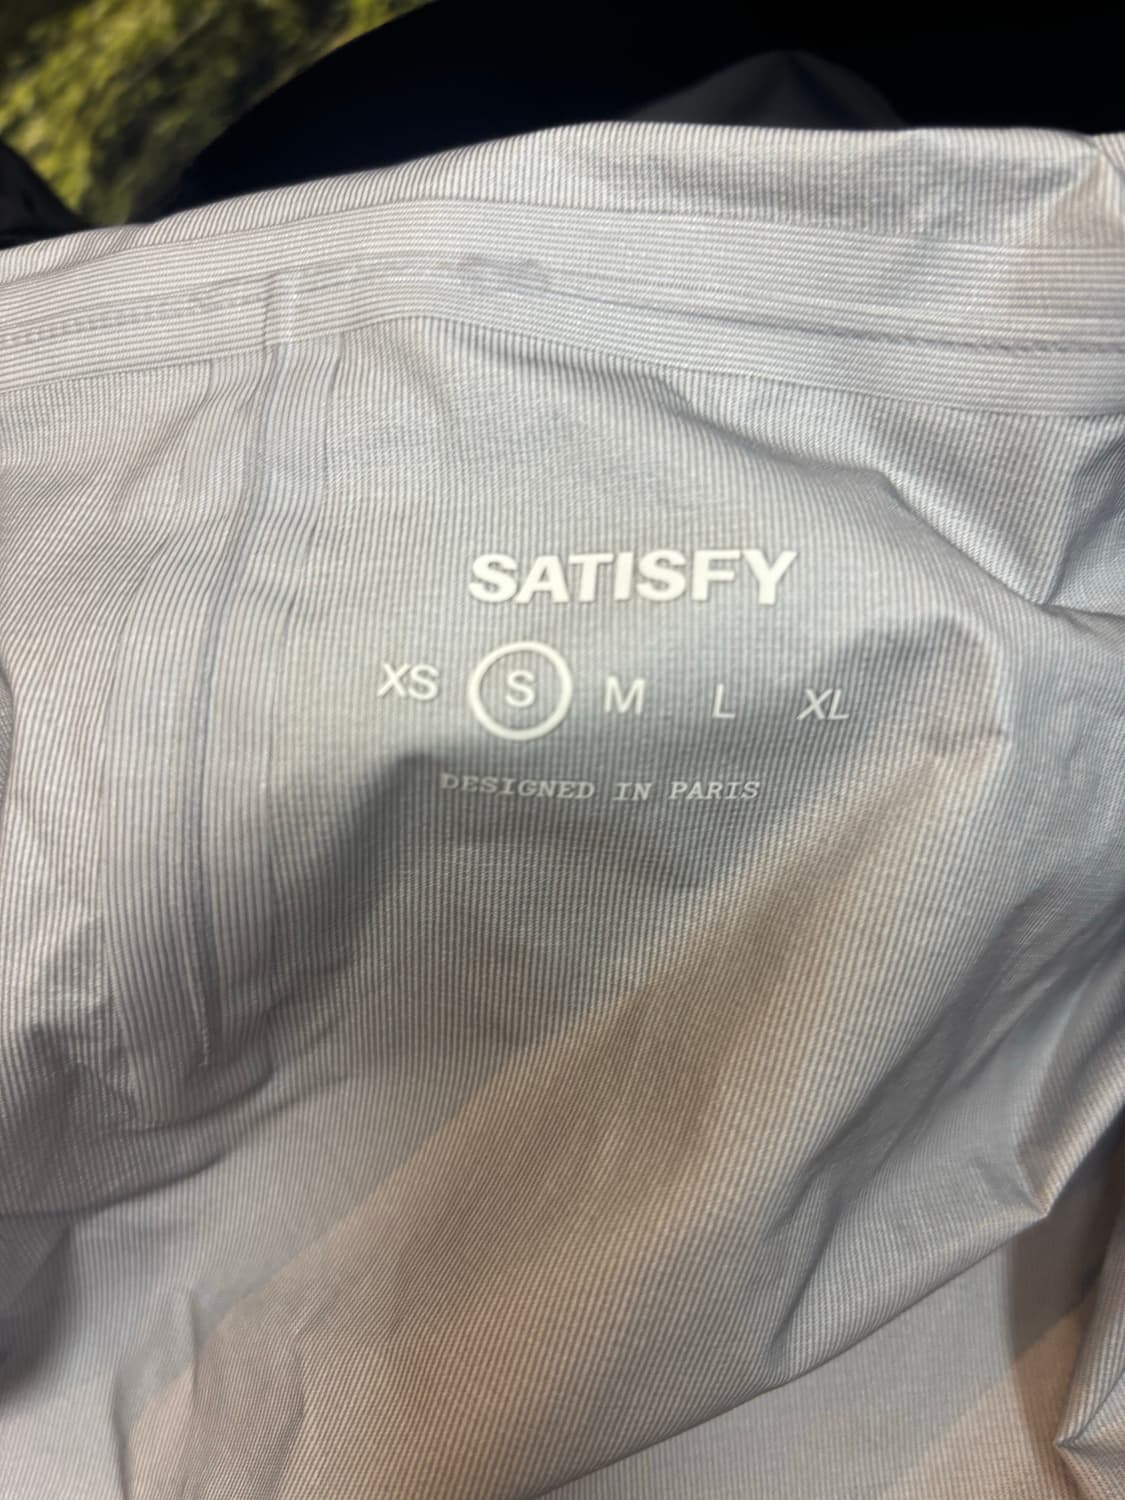 SATISFY
XS S M L XL
DESIGNED IN PARIS